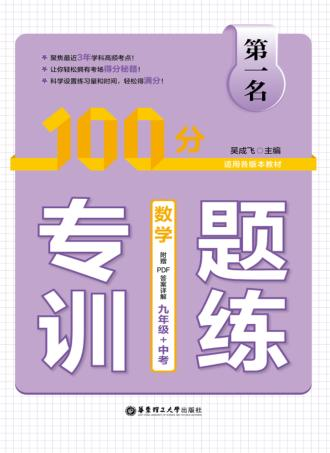 第一名
聚焦最近3年学科高频考点！
让你轻松拥有考场得分秘籍！
科学设置练习量和时间，轻松得满分！
100分
吴成飞 主编
适用各版本教材
专题
训练
数学
附赠
PDF
答案详解
九年级+中考
华东理工大学出版社